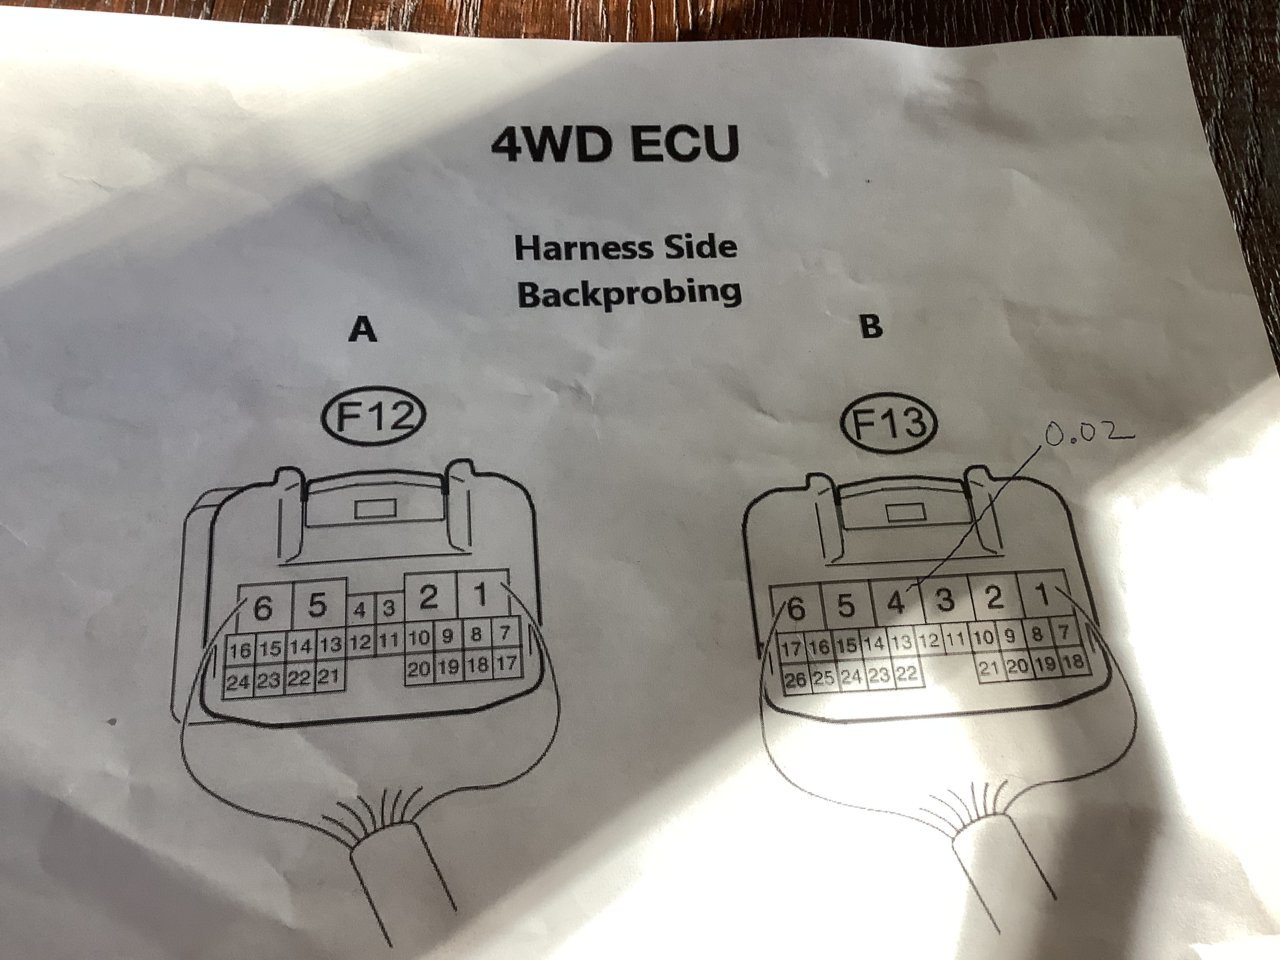 4WD ECU
Harness Side
Backprobing
A
B
F12
F13
0.02
6 5 4 3 2 1
16 15 14 13 12 11 10 9 8 7
24 23 22 21 20 19 18 17
6 5 4 3 2 1
17 16 15 14 13 12 11 10 9 8 7
26 25 24 23 22 21 20 19 18